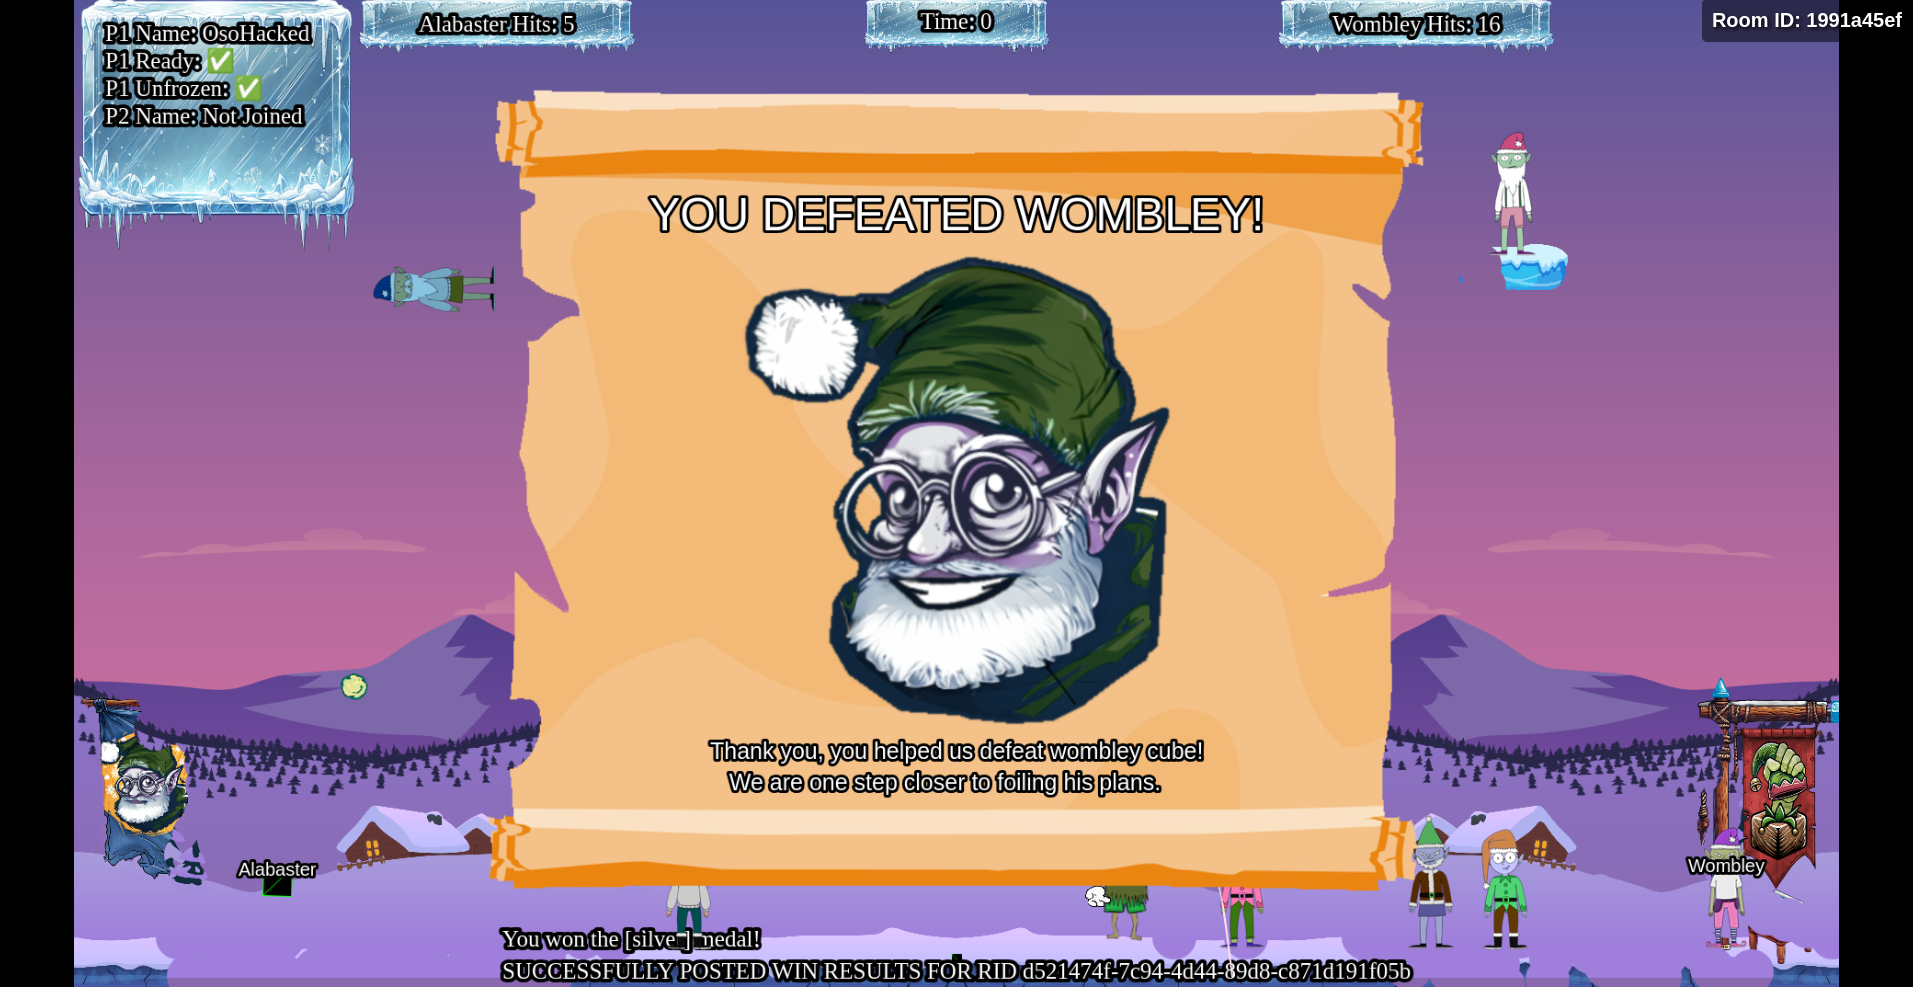 P1 Name: OsoHacked
P1 Ready: ✅
P1 Unfrozen: ✅
P2 Name: Not Joined
Alabaster Hits: 5
Time: 0
Wombley Hits: 16
Room ID: 1991a45ef
YOU DEFEATED WOMBLEY!
Thank you, you helped us defeat wombley cube!
We are one step closer to foiling his plans.
Alabaster
Wombley
You won the [silver] medal!
SUCCESSFULLY POSTED WIN RESULTS FOR RID d521474f-7c94-4d44-89d8-c871d191f05b